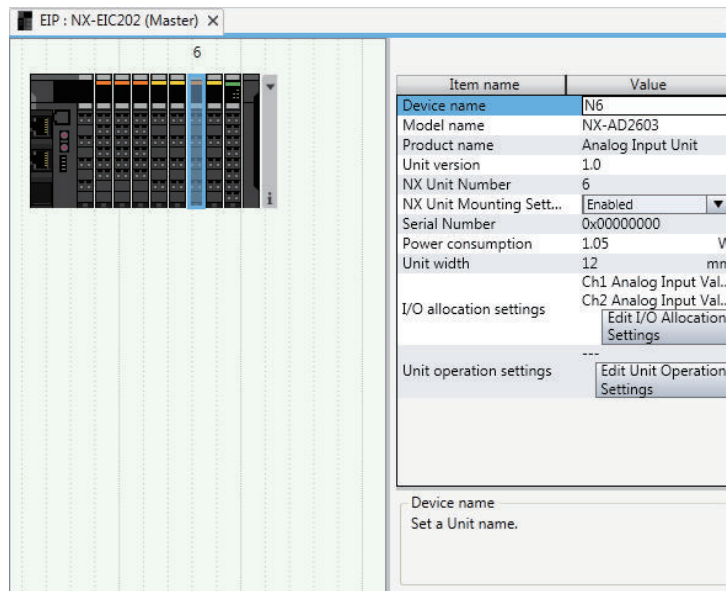 EIP : NX-EIC202 (Master) X
6
Item name Value
Device name N6
Model name NX-AD2603
Product name Analog Input Unit
Unit version 1.0
NX Unit Number 6
NX Unit Mounting Sett... Enabled
Serial Number 0x00000000
Power consumption 1.05 W
Unit width 12 mm
I/O allocation settings
Ch1 Analog Input Val..
Ch2 Analog Input Val..
Edit I/O Allocation
Settings
Unit operation settings
---
Edit Unit Operation
Settings
Device name
Set a Unit name.